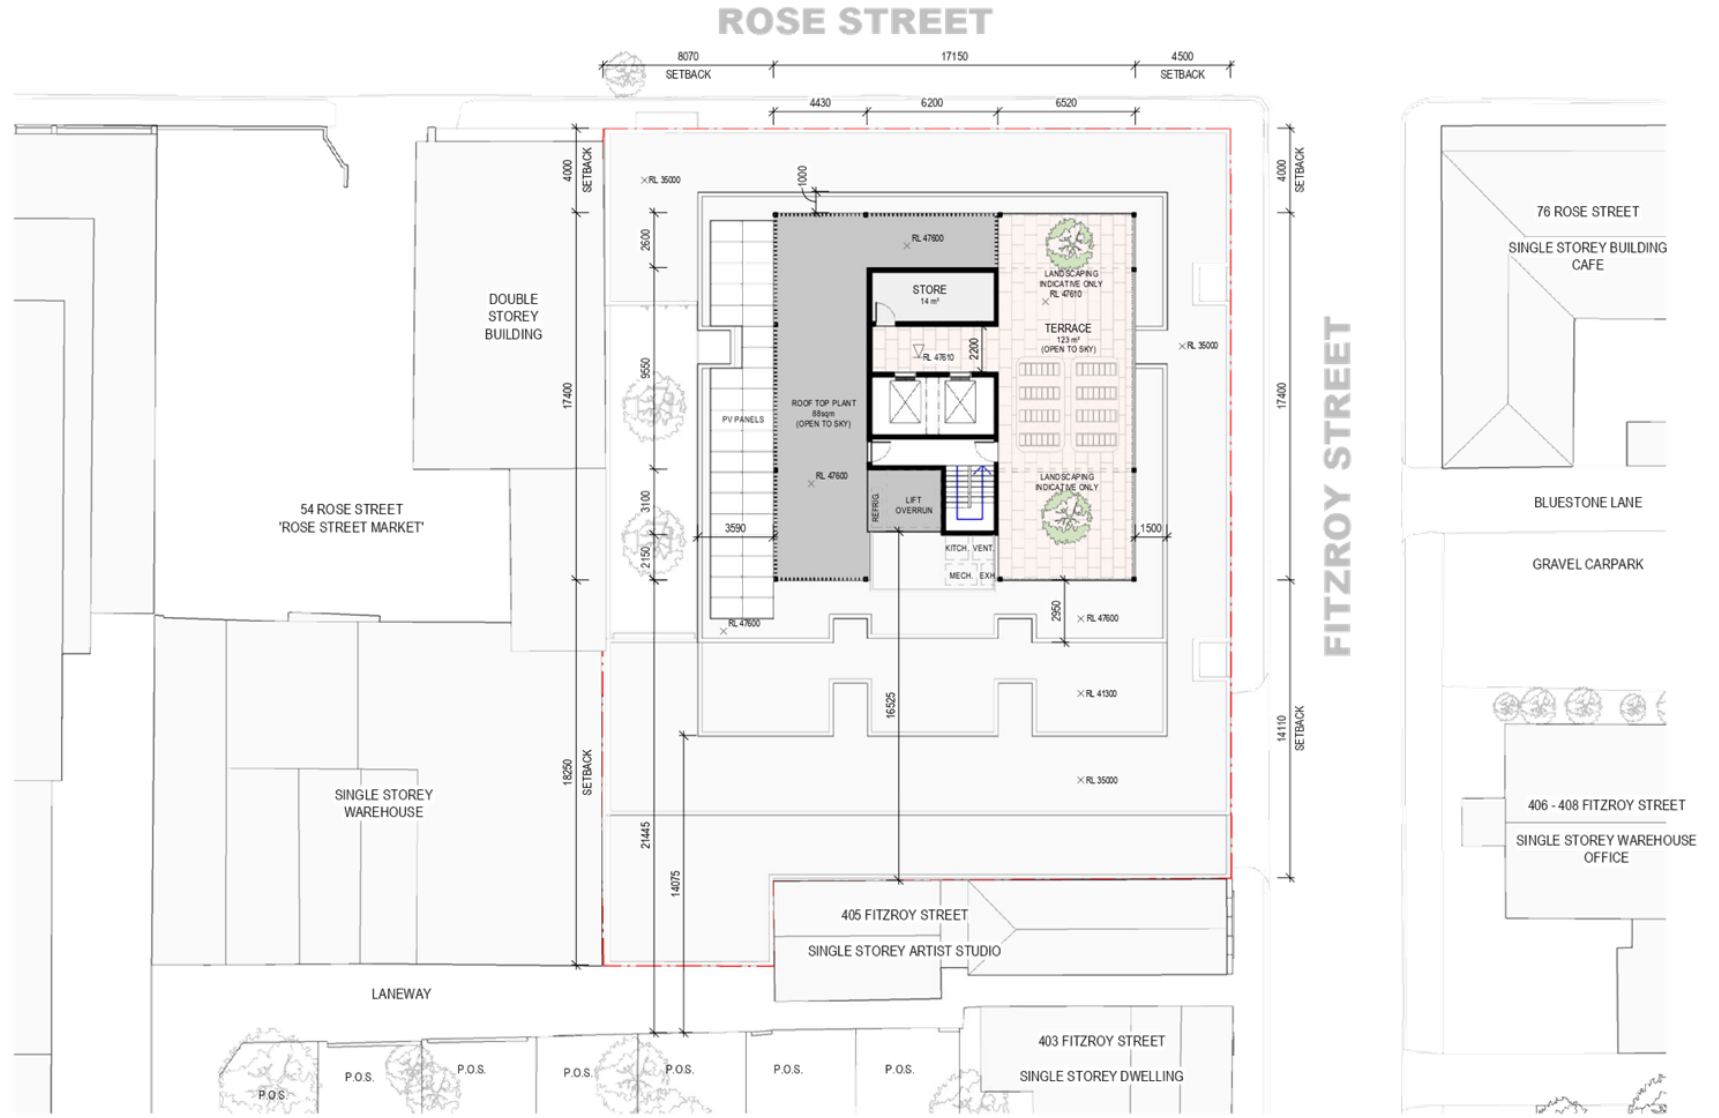 ROSE STREET
8070
17150
4500
SETBACK
SETBACK
4430
6200
6520
4000
SETBACK
RL 35000
1000
4000
SETBACK
76 ROSE STREET
SINGLE STOREY BUILDING
CAFE
2600
RL 47600
LANDSCAPING
INDICATIVE ONLY
RL 47610
STORE
14 m²
DOUBLE
STOREY
BUILDING
TERRACE
123 m²
(OPEN TO SKY)
RL 35000
RL 47610
2200
9550
17400
17400
ROOF TOP PLANT
88sqm
(OPEN TO SKY)
PV PANELS
FITZROY STREET
RL 47600
LANDSCAPING
INDICATIVE ONLY
54 ROSE STREET
'ROSE STREET MARKET'
3100
REFRIG.
LIFT
OVERRUN
BLUESTONE LANE
3590
1500
2150
KITCH. VENT.
MECH. EXH
GRAVEL CARPARK
RL 47600
2950
RL 47600
RL 41300
16525
14110
SETBACK
18250
SETBACK
RL 35000
SINGLE STOREY
WAREHOUSE
406 - 408 FITZROY STREET
SINGLE STOREY WAREHOUSE
OFFICE
21445
14075
405 FITZROY STREET
SINGLE STOREY ARTIST STUDIO
LANEWAY
403 FITZROY STREET
SINGLE STOREY DWELLING
P.O.S.
P.O.S.
P.O.S.
P.O.S.
P.O.S.
P.O.S.
P.O.S.